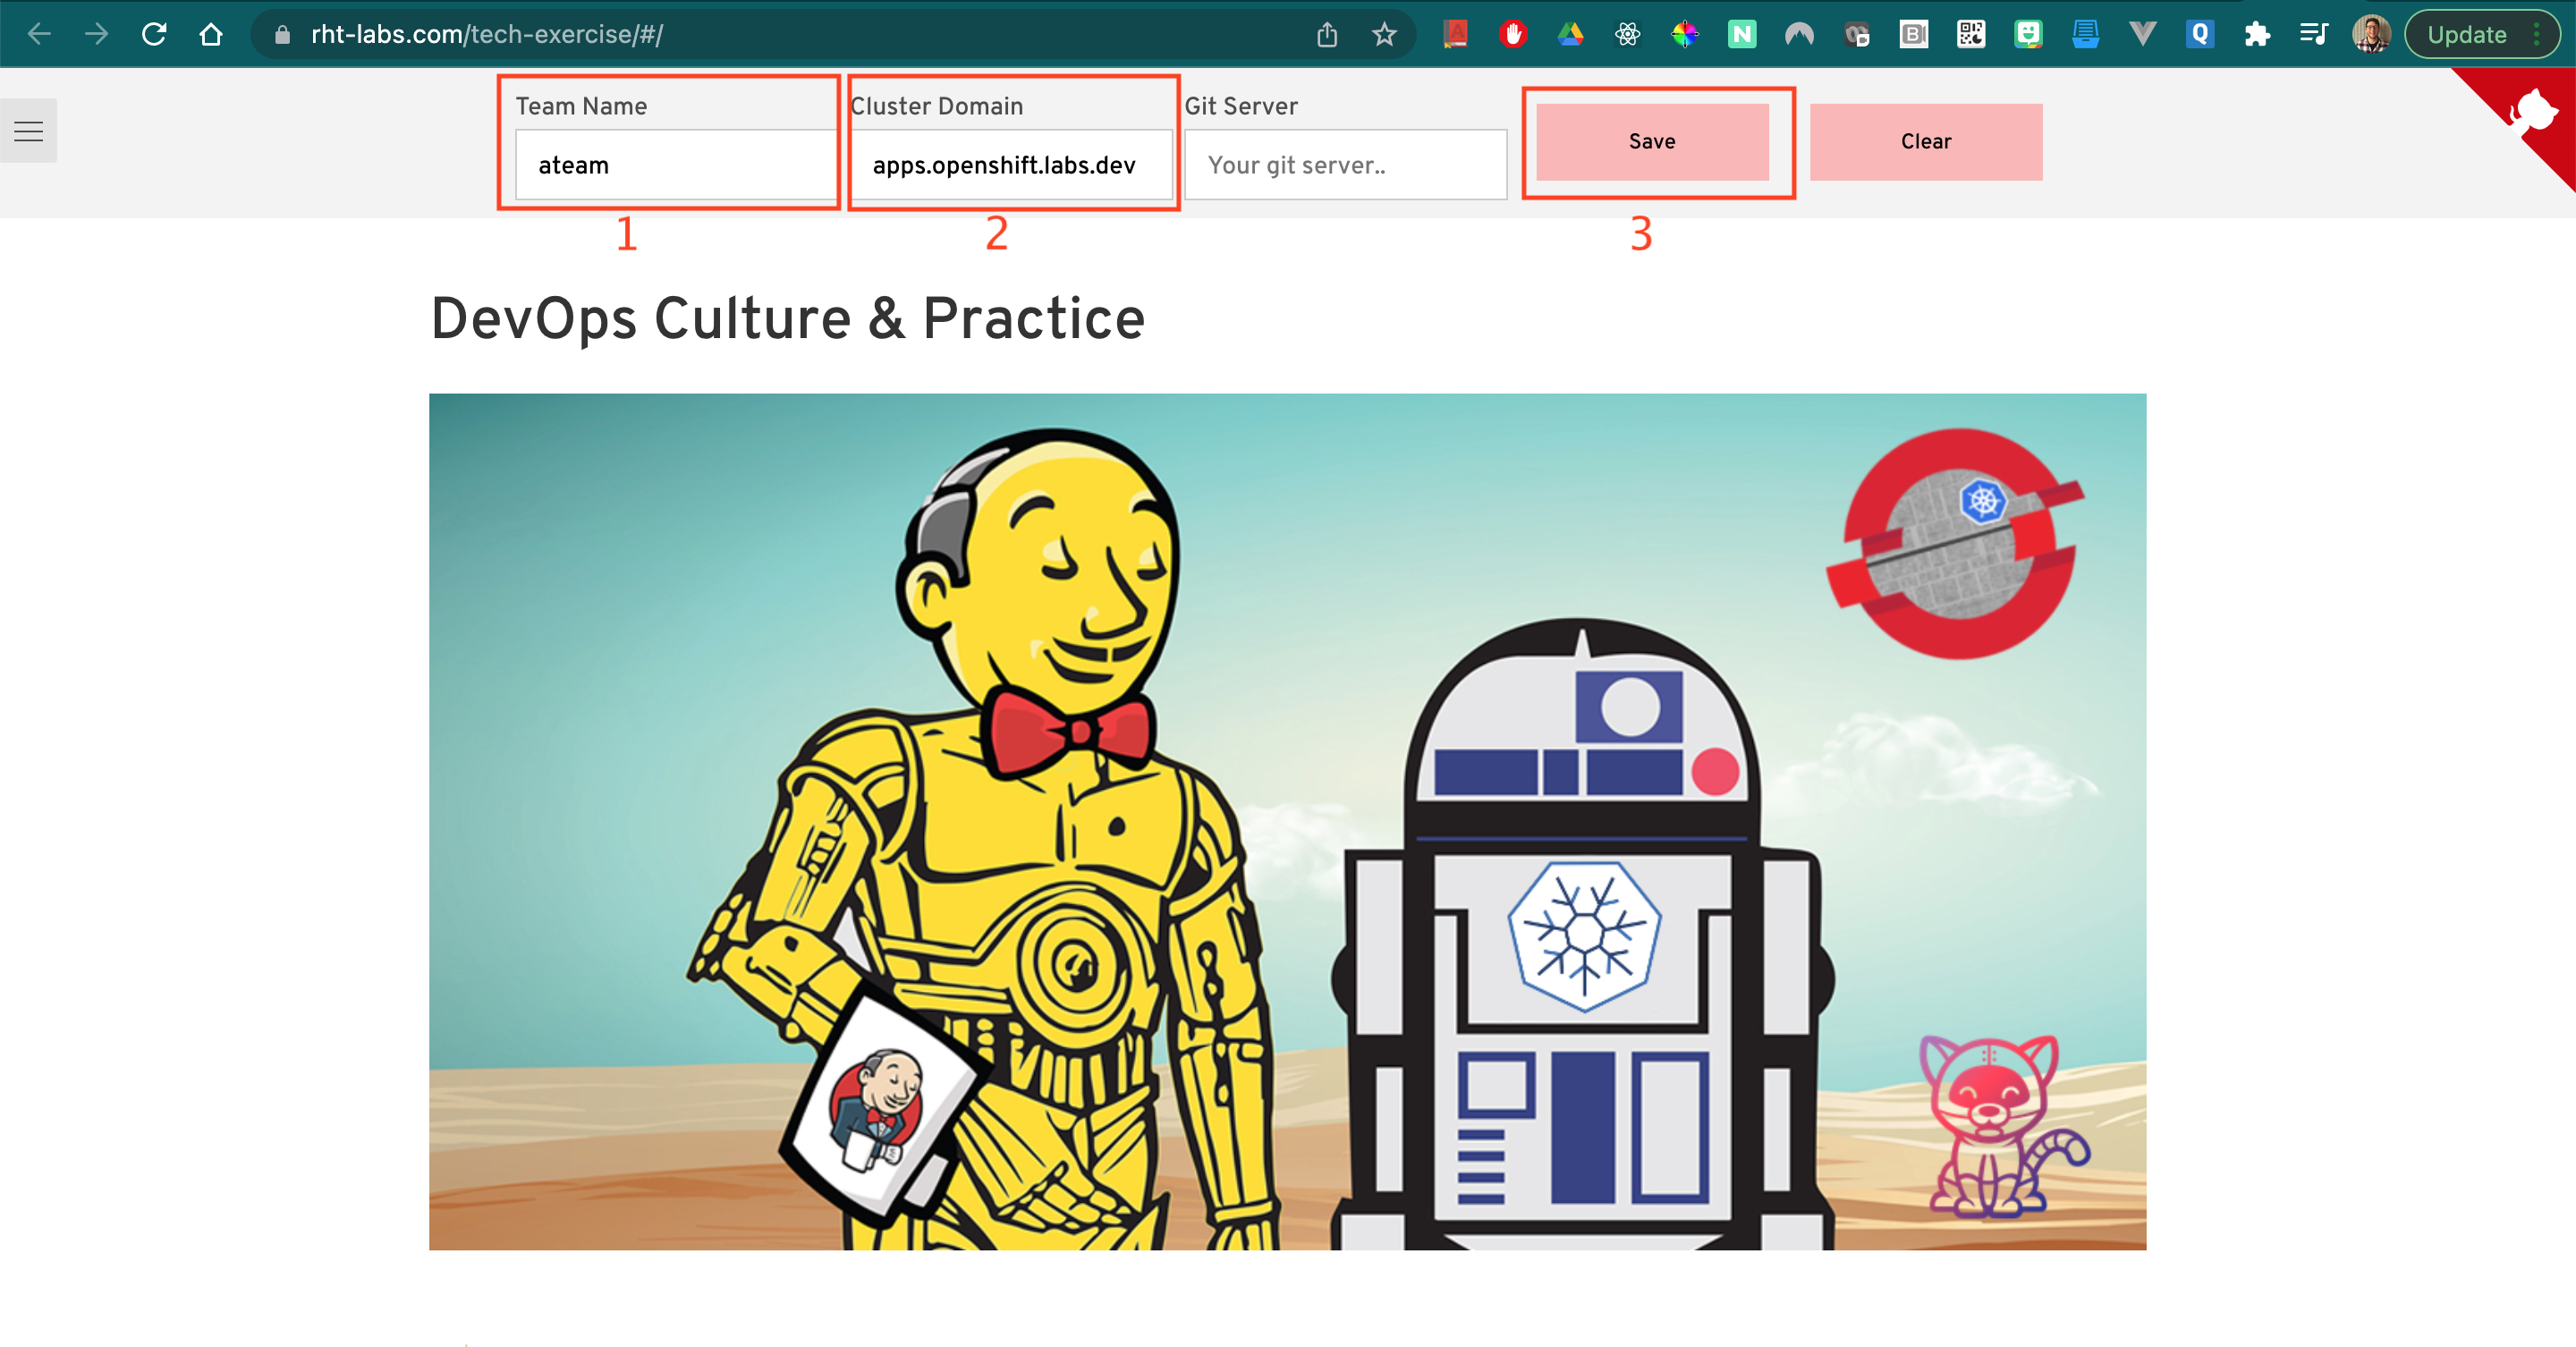 rht-labs.com/tech-exercise/#/
Update
Team Name
Cluster Domain
Git Server
ateam
apps.openshift.labs.dev
Your git server..
Save
Clear
1
2
3
DevOps Culture & Practice